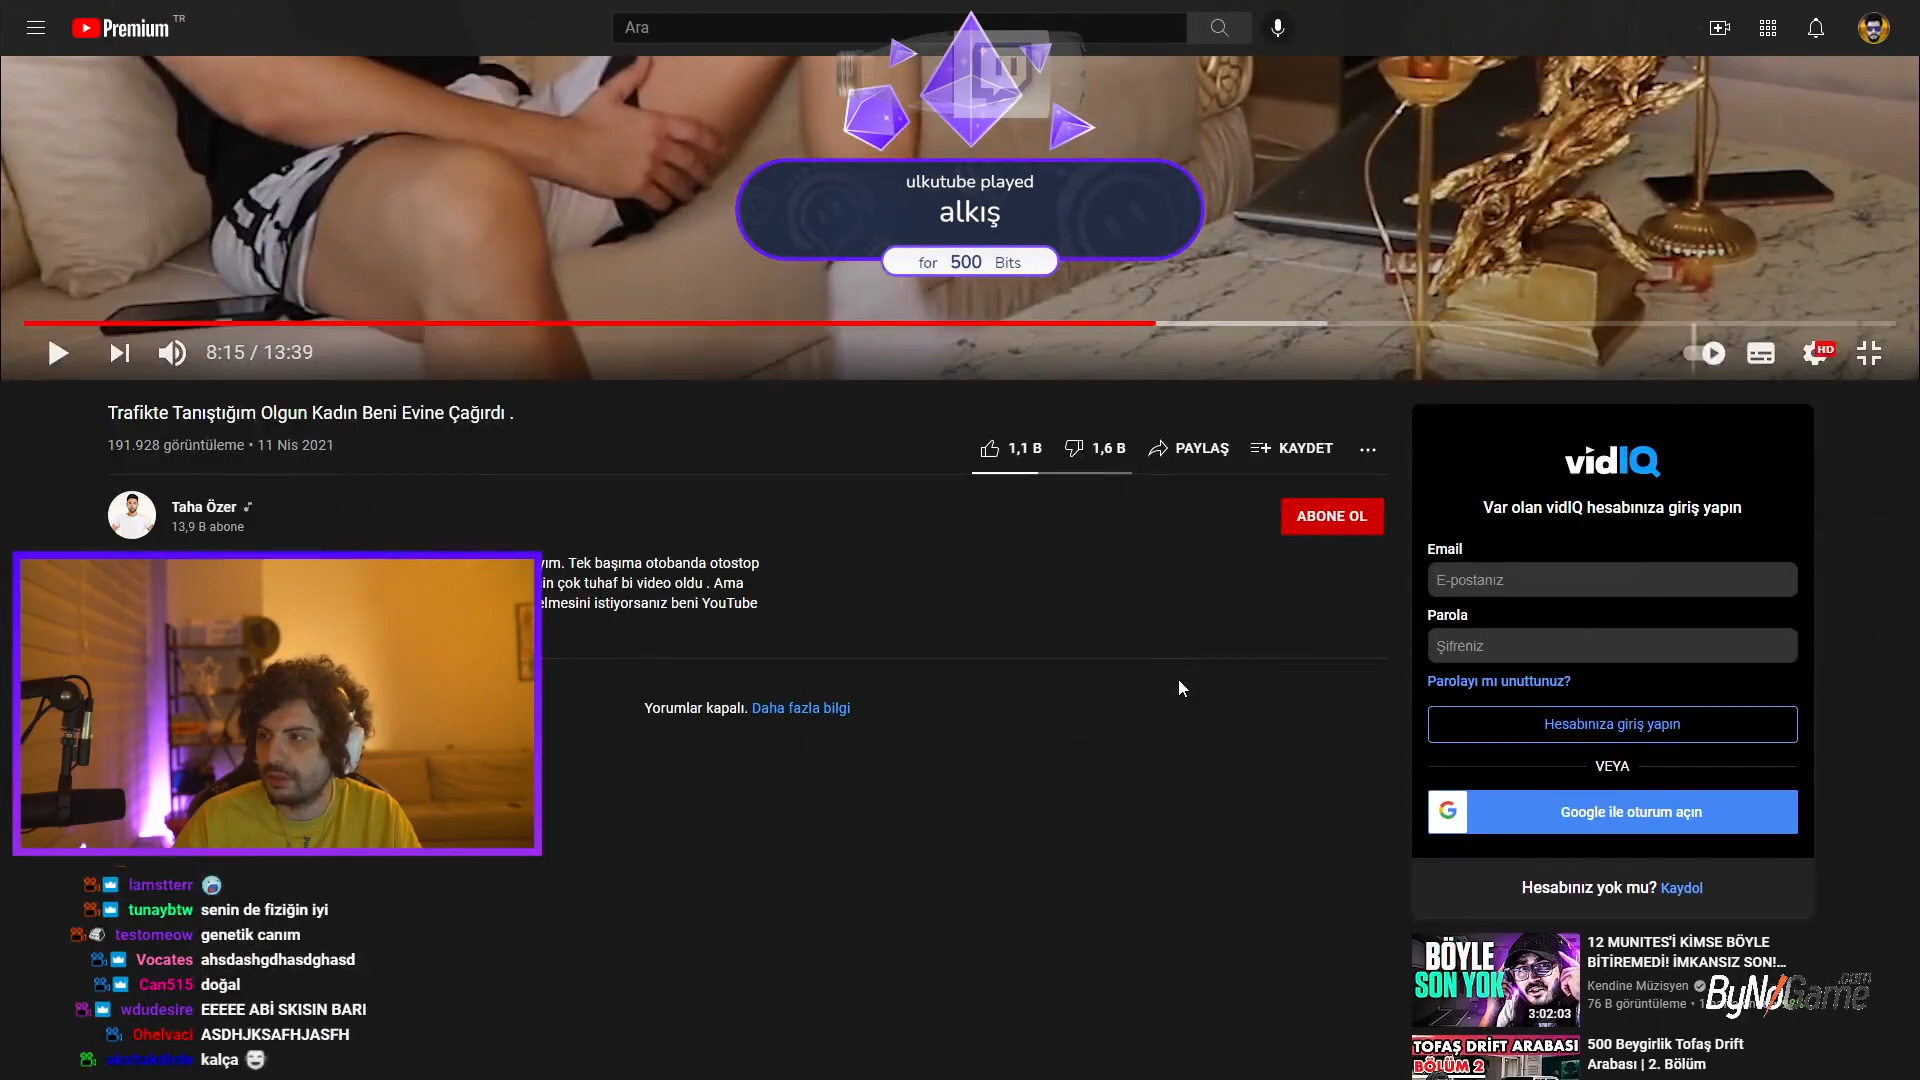 Premium TR
Ara
ulkutube played
alkış
for 500 Bits
8:15 / 13:39
HD
Trafikte Tanıştığım Olgun Kadın Beni Evine Çağırdı .
191.928 görüntüleme • 11 Nis 2021
1,1 B
1,6 B
PAYLAŞ
KAYDET
Taha Özer
13,9 B abone
ABONE OL
yım. Tek başıma otobanda otostop
in çok tuhaf bi video oldu . Ama
elmesini istiyorsanız beni YouTube
Yorumlar kapalı. Daha fazla bilgi
lamstterr
tunaybtw senin de fiziğin iyi
testomeow genetik canım
Vocates ahsdashgdhasdghasd
Can515 doğal
wdudesire EEEEE ABİ SKISIN BARI
Ohelvaci ASDHJKSAFHJASFH
kalça
vidIQ
Var olan vidIQ hesabınıza giriş yapın
Email
E-postanız
Parola
Şifreniz
Parolayı mı unuttunuz?
Hesabınıza giriş yapın
VEYA
Google ile oturum açın
Hesabınız yok mu? Kaydol
BÖYLE
SON YOK
3:02:03
12 MUNITES'İ KİMSE BÖYLE
BİTİREMEDİ! İMKANSIZ SON!...
Kendine Müzisyen
76 B görüntüleme •
ByNoGame.com
TOFAŞ DRİFT ARABASI
BÖLÜM 2
500 Beygirlik Tofaş Drift
Arabası | 2. Bölüm